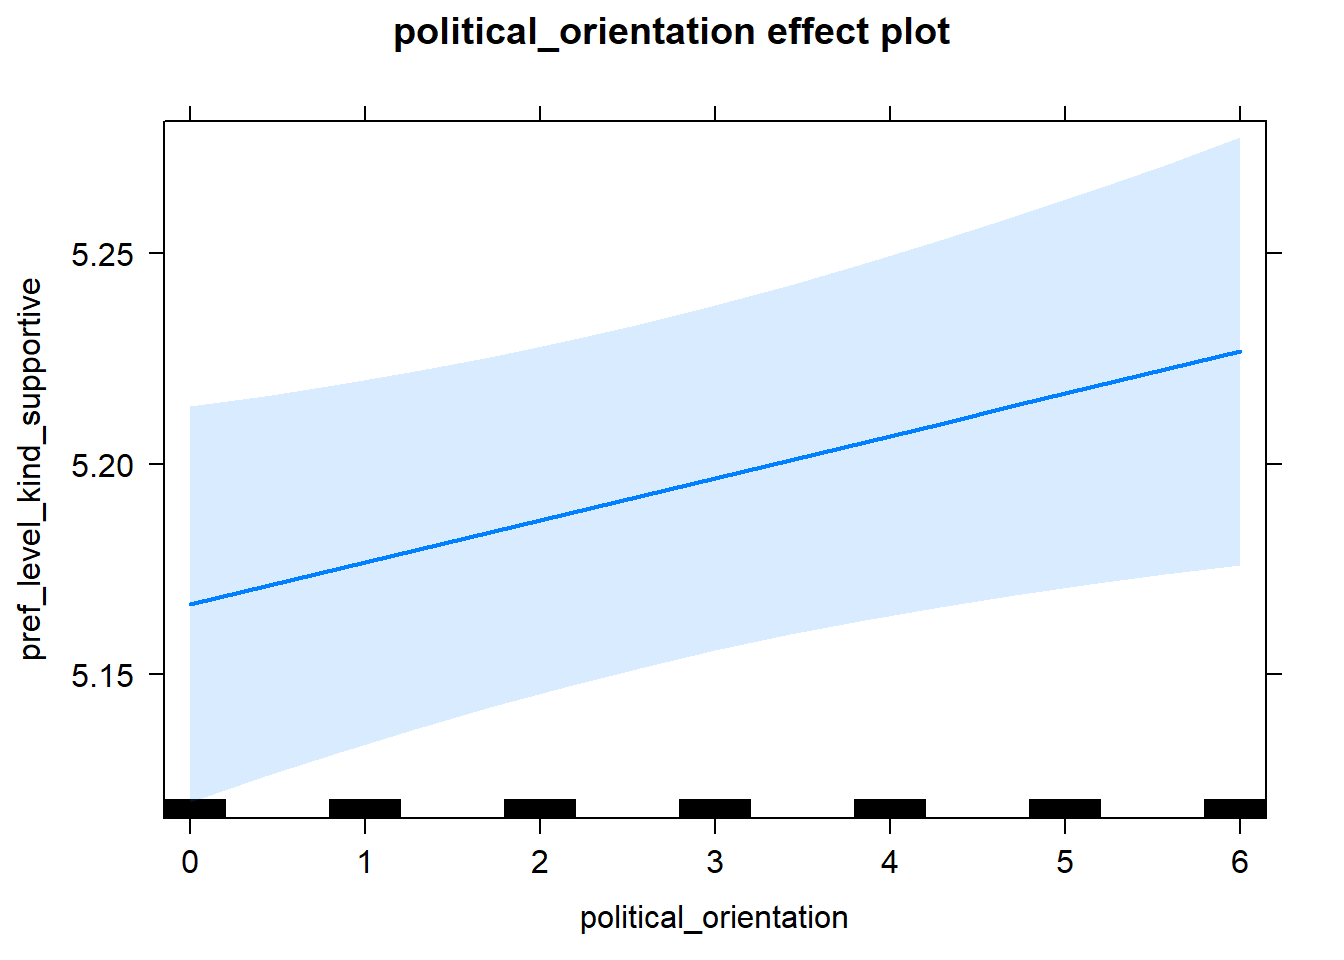 political_orientation effect plot
pref_level_kind_supportive
5.25
5.20
5.15
0 1 2 3 4 5 6
political_orientation